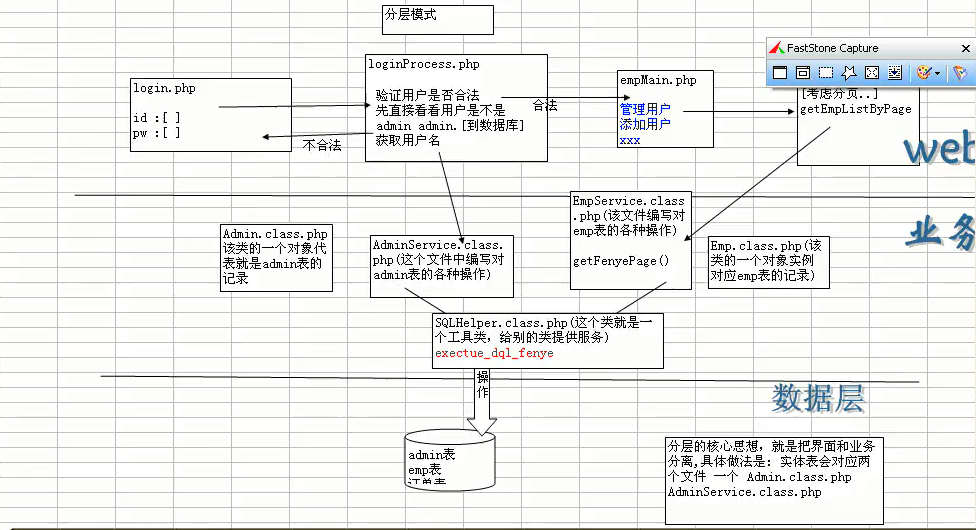 分层模式
FastStone Capture
login.php
id :[ ]
pw :[ ]
loginProcess.php
验证用户是否合法
先直接看看用户是不是
admin admin.[到数据库]
获取用户名
合法
不合法
empMain.php
管理用户
添加用户
xxx
[考虑分页..]
getEmpListByPage
web
业务
Admin.class.php
该类的一个对象代
表就是admin表的
记录
AdminService.class.
php(这个文件中编写对
admin表的各种操作)
EmpService.class
.php(该文件编写对
emp表的各种操作)
getFenyePage()
Emp.class.php(该
类的一个对象实例
对应emp表的记录)
SQLHelper.class.php(这个类就是一
个工具类，给别的类提供服务)
exectue_dql_fenye
操
作
数据层
admin表
emp表
订单表
分层的核心思想，就是把界面和业务
分离,具体做法是: 实体表会对应两
个文件 一个 Admin.class.php
AdminService.class.php